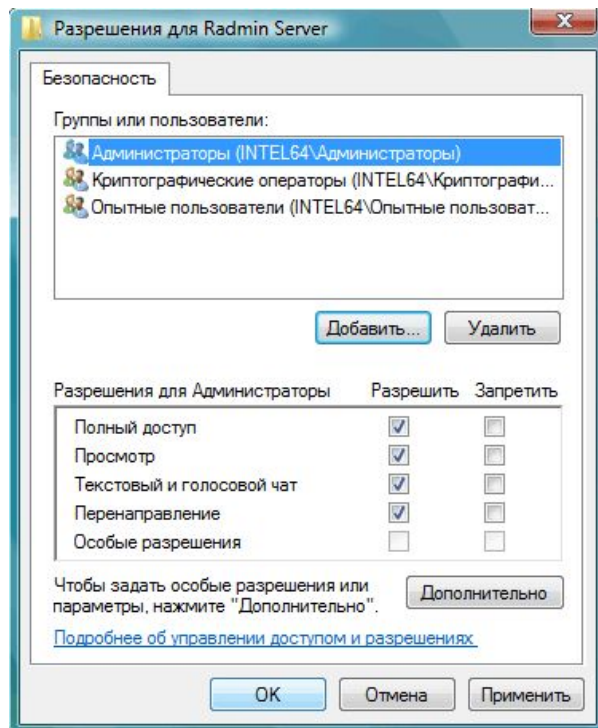 Разрешения для Radmin Server
Безопасность
Группы или пользователи:
Администраторы (INTEL64\Администраторы)
Криптографические операторы (INTEL64\Криптографи...
Опытные пользователи (INTEL64\Опытные пользоват...
Добавить... Удалить
Разрешения для Администраторы Разрешить Запретить
Полный доступ
Просмотр
Текстовый и голосовой чат
Перенаправление
Особые разрешения
Чтобы задать особые разрешения или
параметры, нажмите "Дополнительно".
Дополнительно
Подробнее об управлении доступом и разрешениях
OK Отмена Применить